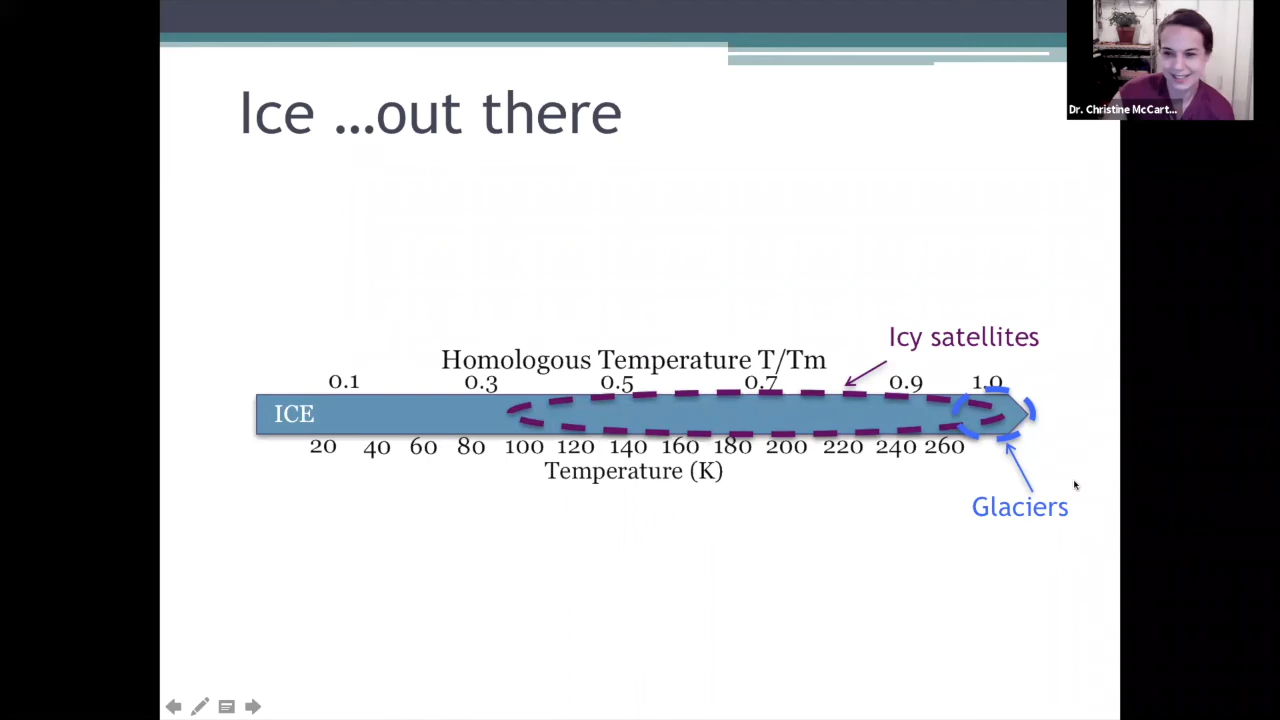 Ice ...out there
Dr. Christine McCart...
Icy satellites
Homologous Temperature T/Tm
0.1 0.3 0.5 0.7 0.9 1.0
ICE
20 40 60 80 100 120 140 160 180 200 220 240 260
Temperature (K)
Glaciers